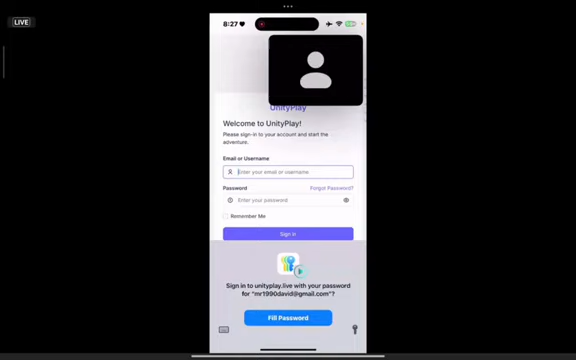 LIVE
8:27
UnityPlay
Welcome to UnityPlay!
Please sign-in to your account and start the
adventure.
Email or Username
Enter your email or username
Password
Forgot Password?
Enter your password
Remember Me
Sign in
Sign in to unityplay.live with your password
for "mr1990david@gmail.com"?
Fill Password